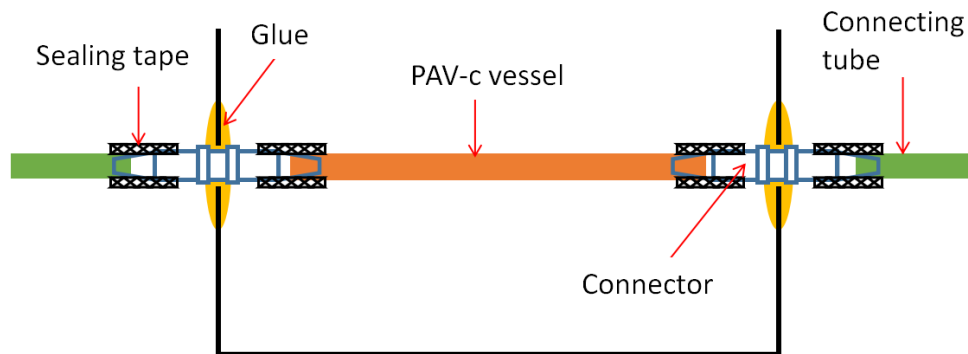 Sealing tape
Glue
PAV-c vessel
Connecting
tube
Connector